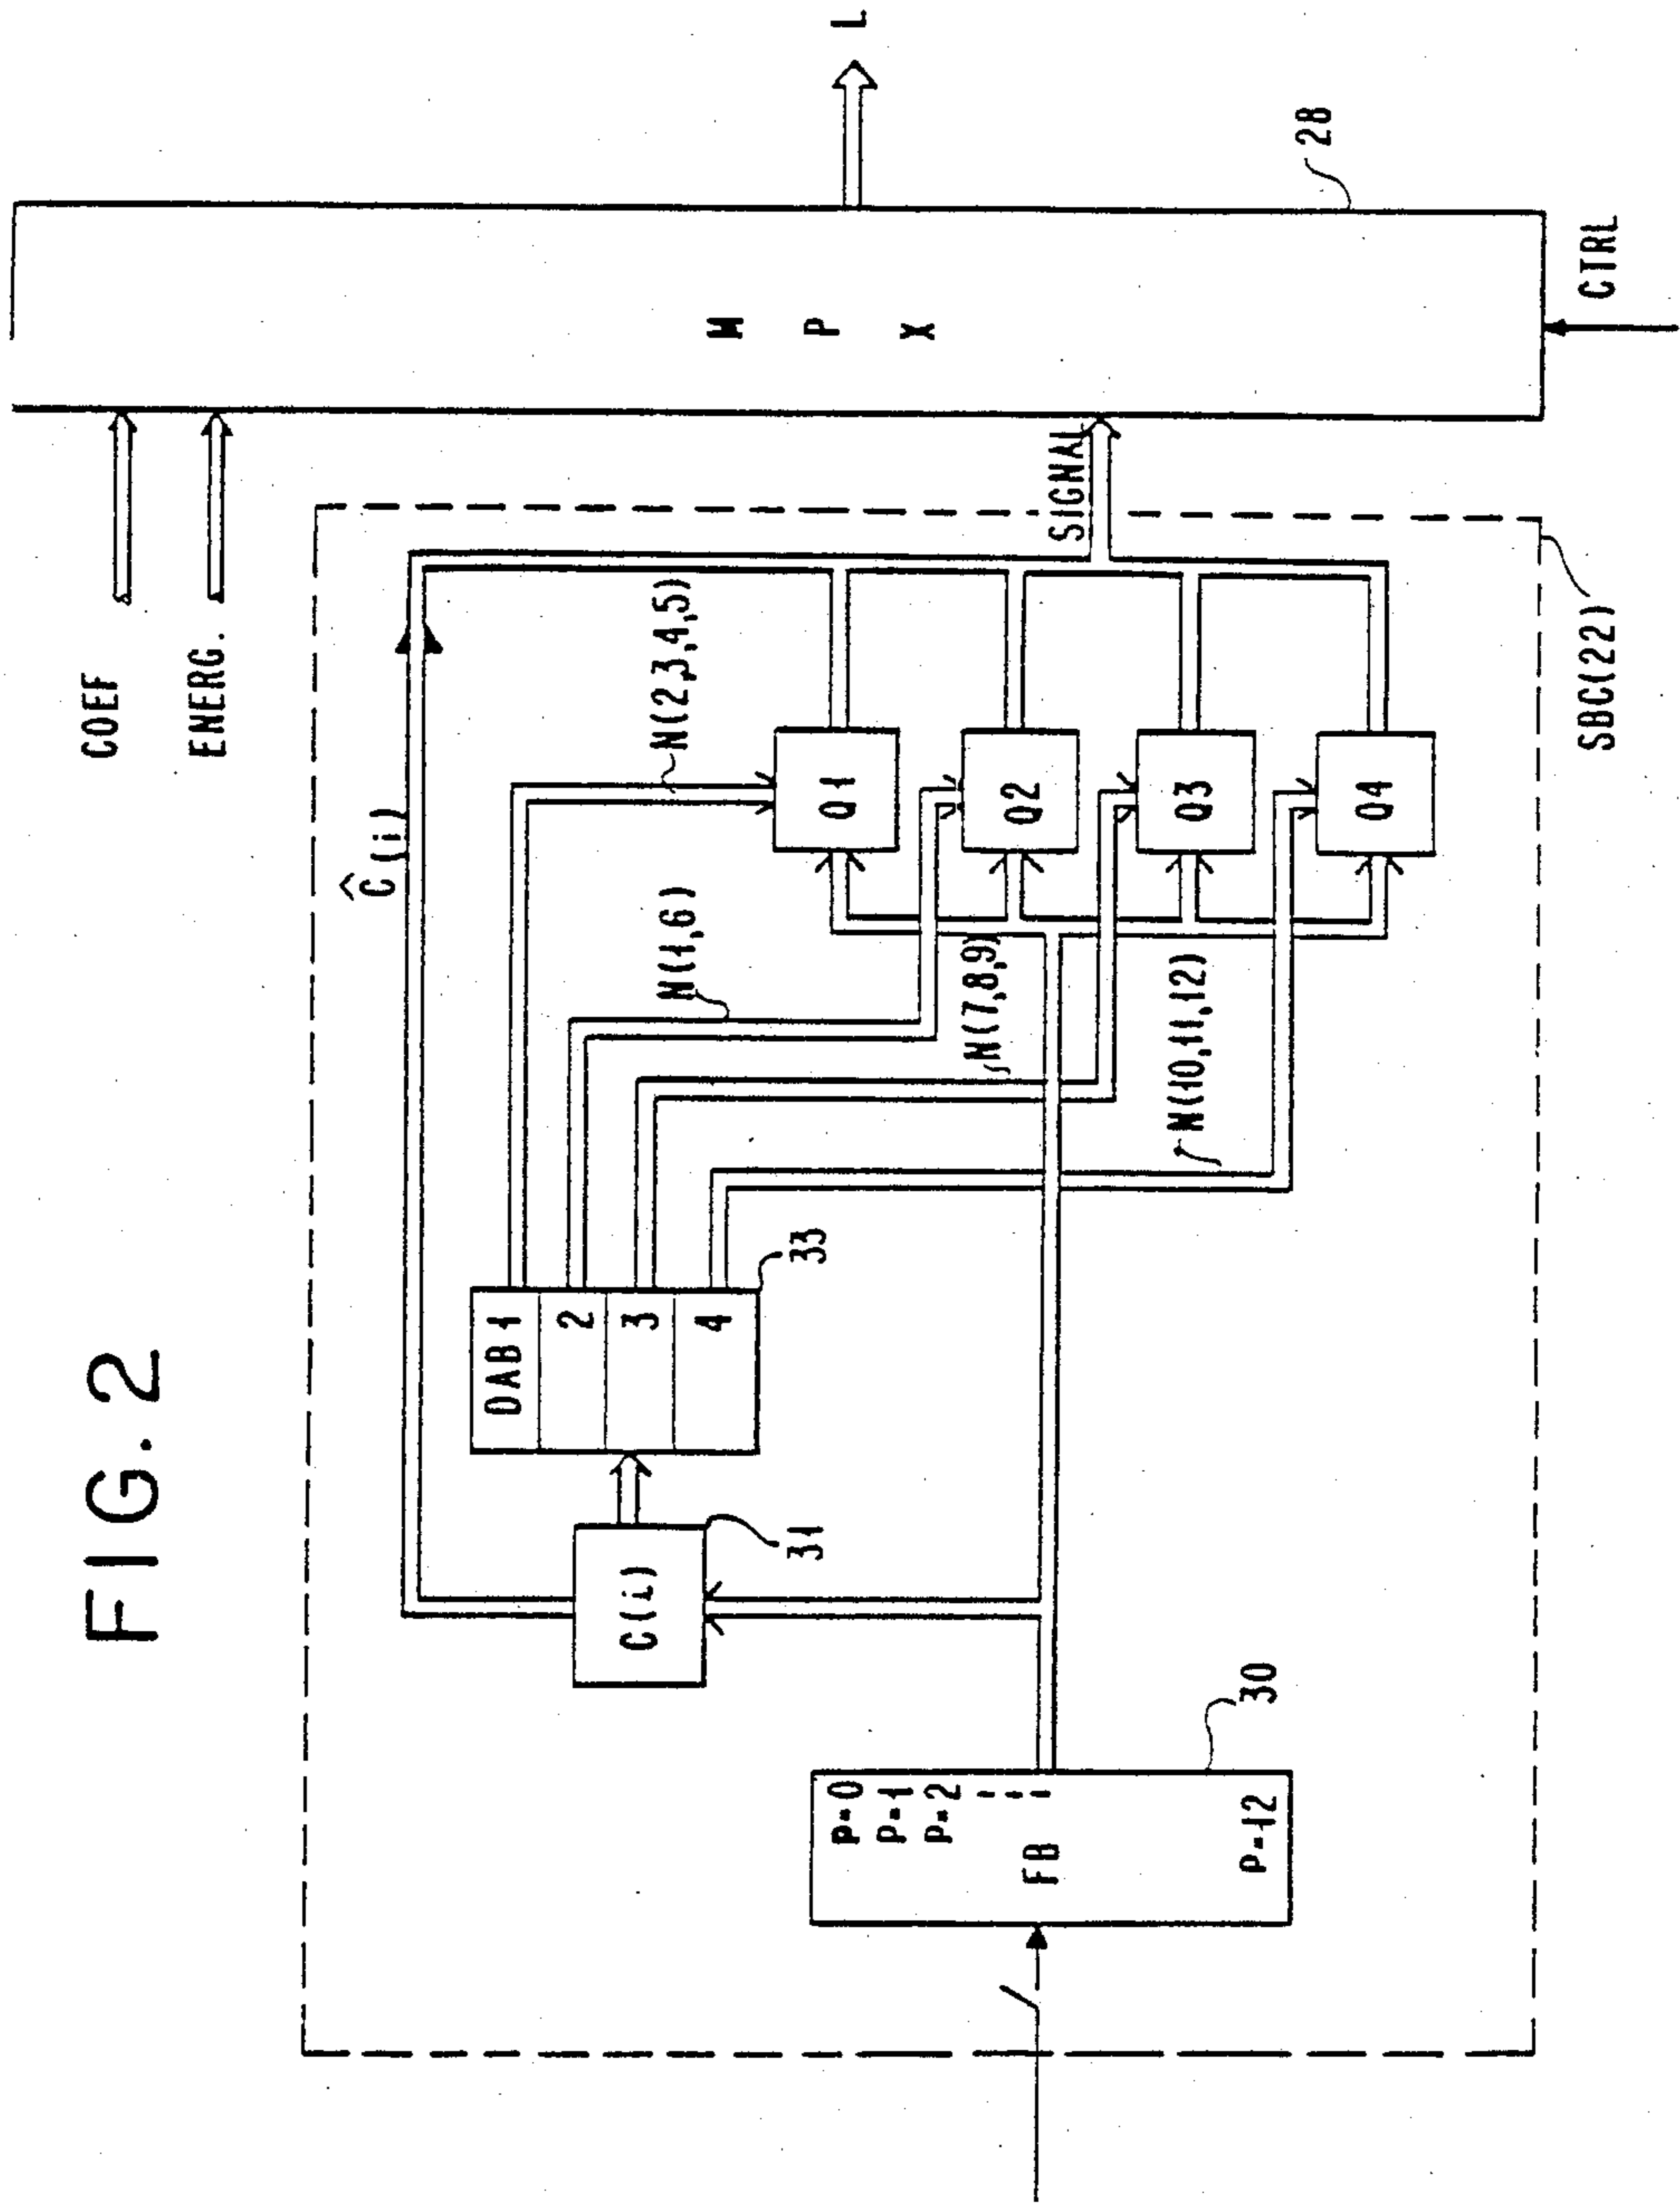 FIG. 2
COEF
ENERG.
Ĉ(i)
N(2,3,4,5)
DAB 1
2
3
4
33
C(i)
31
N(1,6)
N(7,8,9)
N(10,11,12)
Q1
Q2
Q3
Q4
SIGNAL
P=0
P=1
P=2
FB
P=12
30
SBC(22)
M P X
L
28
CTRL